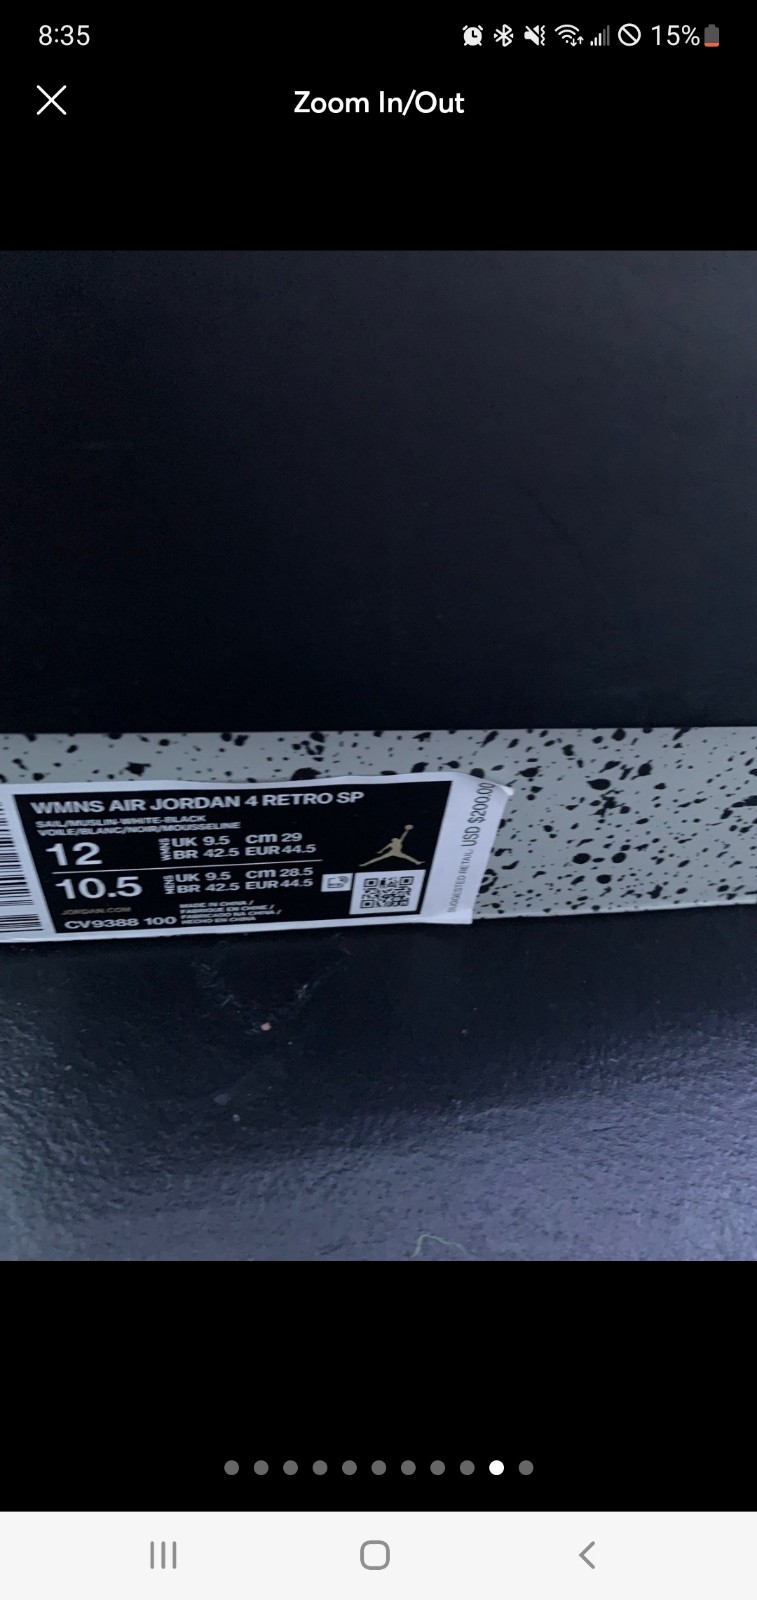 8:35
15%
Zoom In/Out
WMNS AIR JORDAN 4 RETRO SP
SAIL/MUSLIN-WHITE-BLACK
VOILE/BLANC/NOIR/MOUSSELINE
12
WMNS
UK 9.5 cm 29
BR 42.5 EUR 44.5
10.5
MENS
UK 9.5 cm 28.5
BR 42.5 EUR 44.5
JORDAN.COM
CV9388 100
MADE IN CHINA /
FABRIQUE EN CHINE /
FABRICADO NA CHINA /
HECHO EN CHINA
SUGGESTED RETAIL: USD $200.00